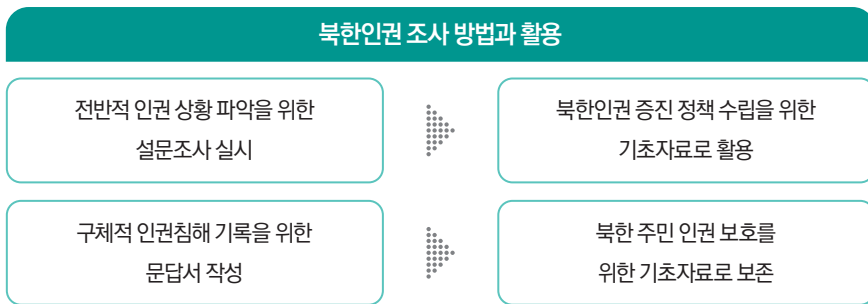 북한인권 조사 방법과 활용
전반적 인권 상황 파악을 위한
설문조사 실시
북한인권 증진 정책 수립을 위한
기초자료로 활용
구체적 인권침해 기록을 위한
문답서 작성
북한 주민 인권 보호를
위한 기초자료로 보존